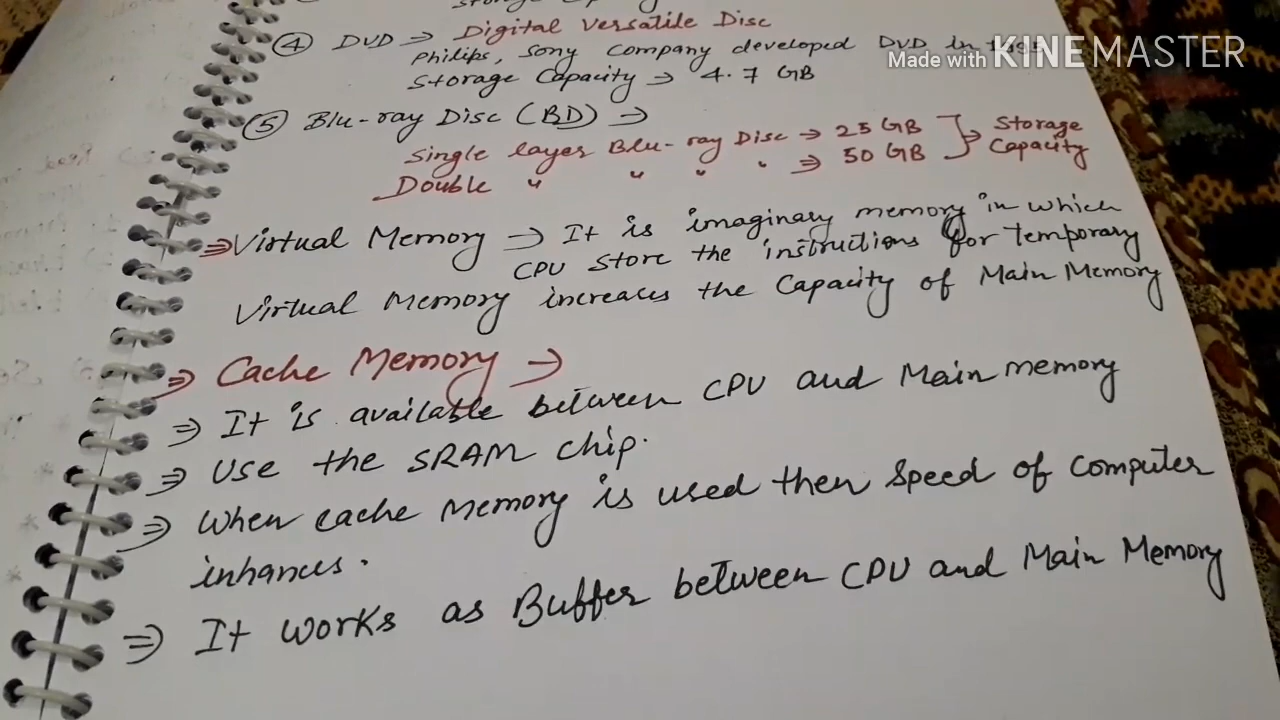 Storage Capacity
④ DVD → Digital Versatile Disc
Philips, Sony Company developed DVD in
Storage Capacity → 4.7 GB
Made with KINEMASTER
⑤ Blu-ray Disc (BD) →
Single layer Blu-ray Disc → 25 GB
Double " " " " ⇒ 50 GB
Storage Capacity
⇒ Virtual Memory → It is imaginary memory in which
CPU store the instructions for temporary
Virtual Memory increases the Capacity of Main Memory
⇒ Cache Memory →
⇒ It is available between CPU and Main memory
⇒ Use the SRAM chip.
⇒ When cache Memory is used then speed of computer
inhances.
⇒ It works as Buffer between CPU and Main Memory